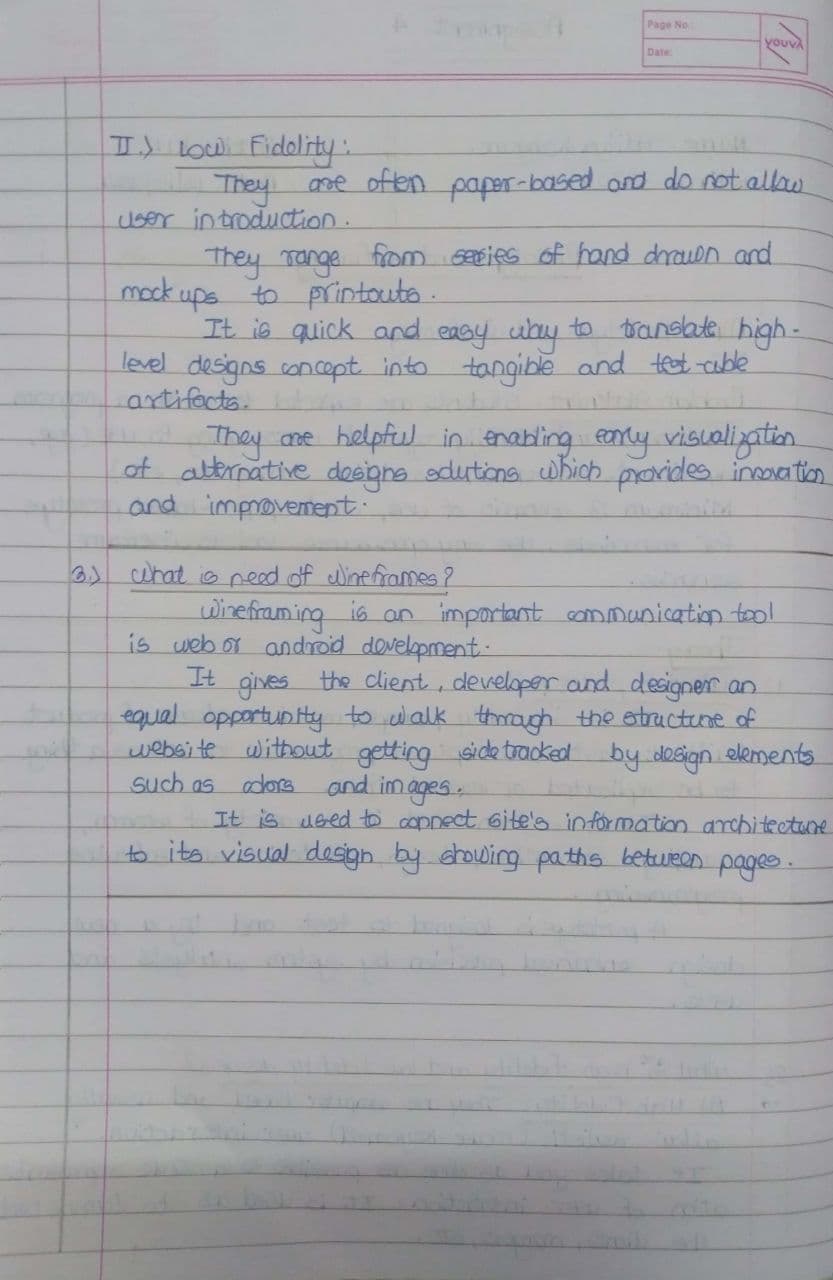 Page No.:
Date:
YOUVA
II.) Low Fidelity:
They are often paper-based and do not allow
user introduction.
They range from series of hand drawn and
mock ups to printouts.
It is quick and easy way to translate high-
level designs concept into tangible and test-able
artifacts.
They are helpful in enabling early visualization
of alternative designs solutions which provides innovation
and improvement.
3.) What is need of Wireframes?
Wireframing is an important communication tool
is web or android development.
It gives the client, developer and designer an
equal opportunity to walk through the structure of
website without getting sidetracked by design elements
such as colors and images.
It is used to connect site's information architecture
to its visual design by showing paths between pages.